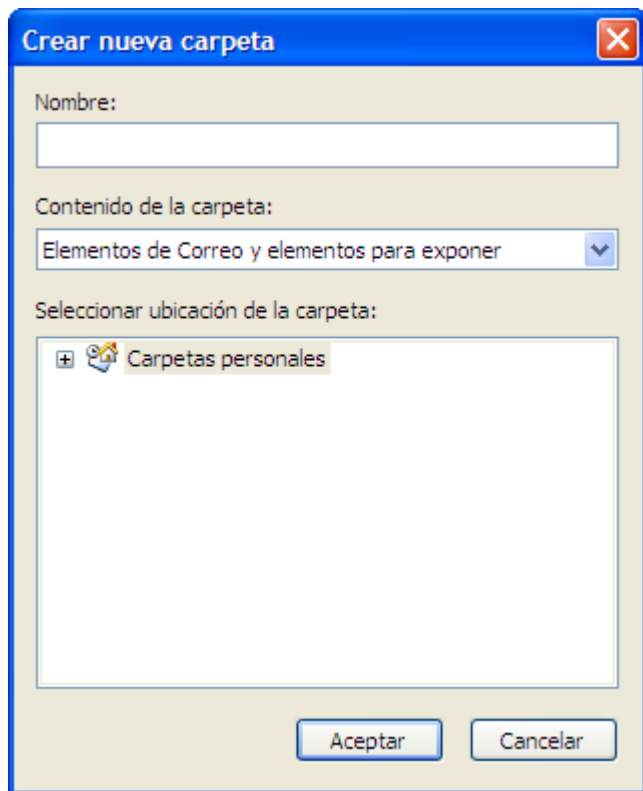 Crear nueva carpeta
Nombre:
Contenido de la carpeta:
Elementos de Correo y elementos para exponer
Seleccionar ubicación de la carpeta:
Carpetas personales
Aceptar Cancelar